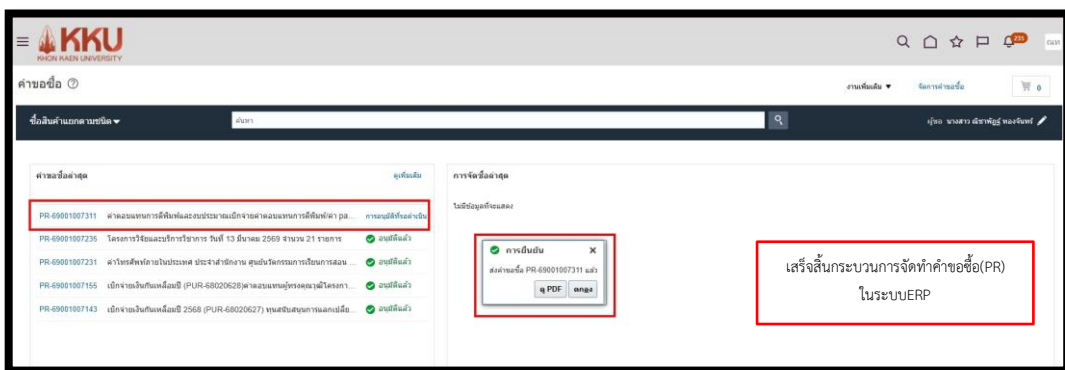 KKU
KHON KAEN UNIVERSITY
235
คำขอซื้อ
งานเพิ่มเติม
จัดการคำขอซื้อ
0
ซื้อสินค้าแยกตามชนิด
ค้นหา
ผู้ขอ นางสาว ณิชาพัฏฐ์ ทองจันทร์
คำขอซื้อล่าสุด
ดูเพิ่มเติม
การจัดซื้อล่าสุด
ไม่มีข้อมูลที่จะแสดง
PR-69001007311 ค่าตอบแทนการตีพิมพ์และงบประมาณเบิกจ่ายค่าตอบแทนการตีพิมพ์/ค่า pa... การอนุมัติที่รอดำเนิน
PR-69001007235 โครงการวิจัยและบริการวิชาการ วันที่ 13 มีนาคม 2569 จำนวน 21 รายการ อนุมัติแล้ว
PR-69001007231 ค่าโทรศัพท์ภายในประเทศ ประจำสำนักงาน ศูนย์นวัตกรรมการเรียนการสอน ... อนุมัติแล้ว
PR-69001007155 เบิกจ่ายเงินกันเหลื่อมปี (PUR-68020628)ค่าตอบแทนผู้ทรงคุณวุฒิโครงกา... อนุมัติแล้ว
PR-69001007143 เบิกจ่ายเงินกันเหลื่อมปี 2568 (PUR-68020627) ทุนสนับสนุนการแลกเปลี่ย... อนุมัติแล้ว
การยืนยัน
ส่งคำขอซื้อ PR-69001007311 แล้ว
ดู PDF ตกลง
เสร็จสิ้นกระบวนการจัดทำคำขอซื้อ(PR)
ในระบบERP